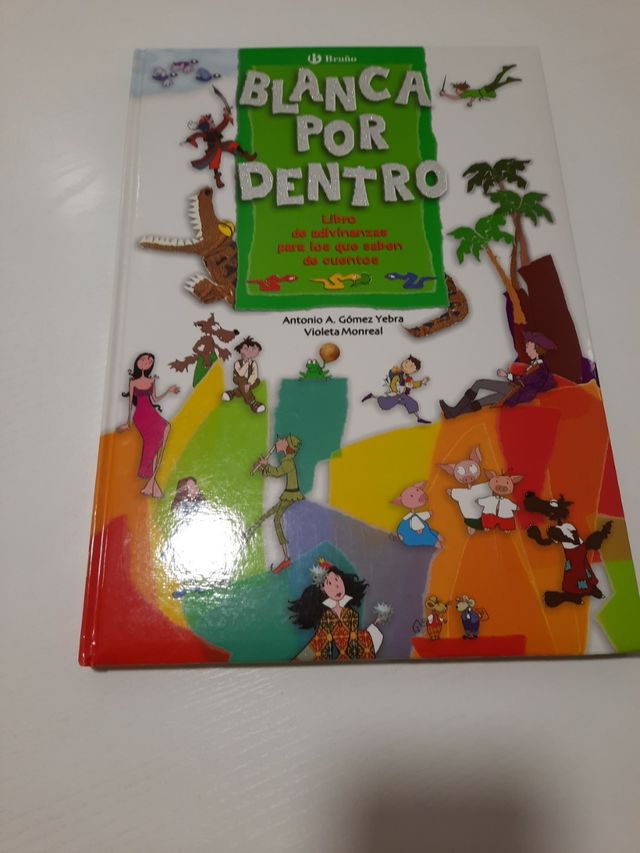 Bruño
BLANCA
POR
DENTRO
Libro
de adivinanzas
para los que saben
de cuentos
Antonio A. Gómez Yebra
Violeta Monreal